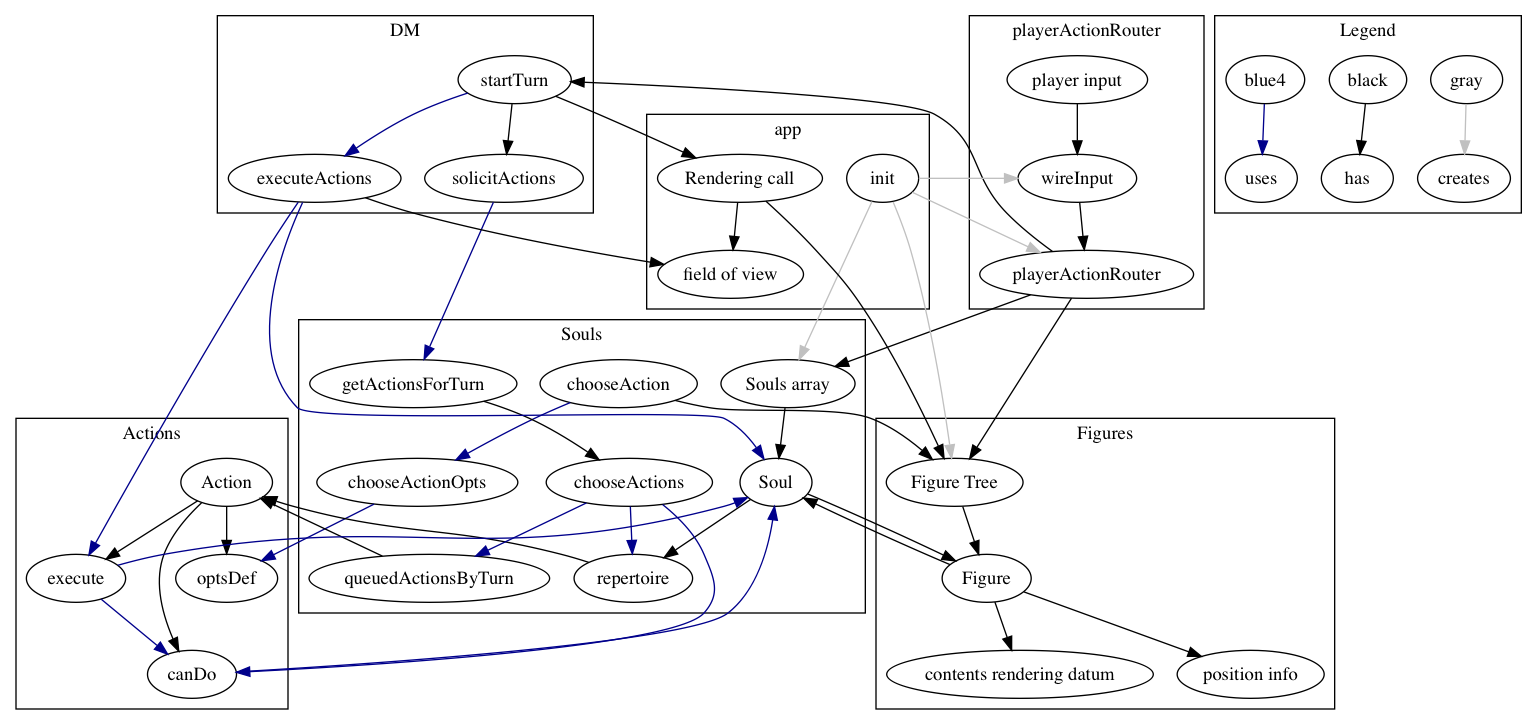 DM
startTurn
executeActions
solicitActions
app
Rendering call
init
field of view
playerActionRouter
player input
wireInput
playerActionRouter
Legend
blue4
black
gray
uses
has
creates
Souls
getActionsForTurn
chooseAction
Souls array
chooseActionOpts
chooseActions
Soul
queuedActionsByTurn
repertoire
Actions
Action
execute
optsDef
canDo
Figures
Figure Tree
Figure
contents rendering datum
position info